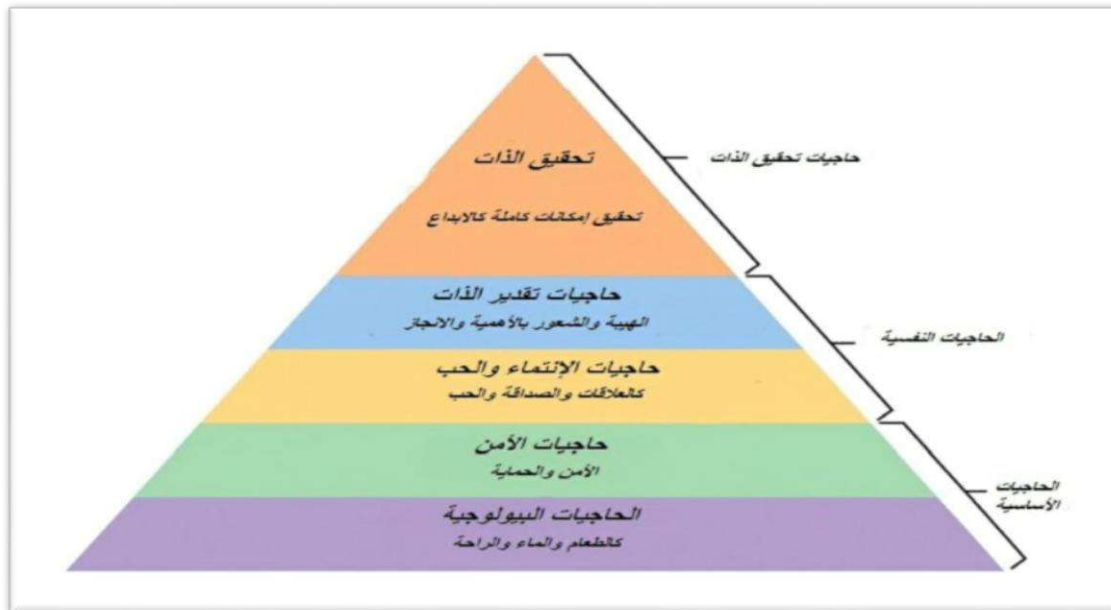 تحقيق الذات
تحقيق إمكانات كاملة كالابداع
حاجيات تقدير الذات
الهيبة والشعور بالأهمية والانجاز
حاجيات الإنتماء والحب
كالعلاقات والصداقة والحب
حاجيات الأمن
الأمن والحماية
الحاجيات البيولوجية
كالطعام والماء والراحة
حاجيات تحقيق الذات
الحاجيات النفسية
الحاجيات
الأساسية